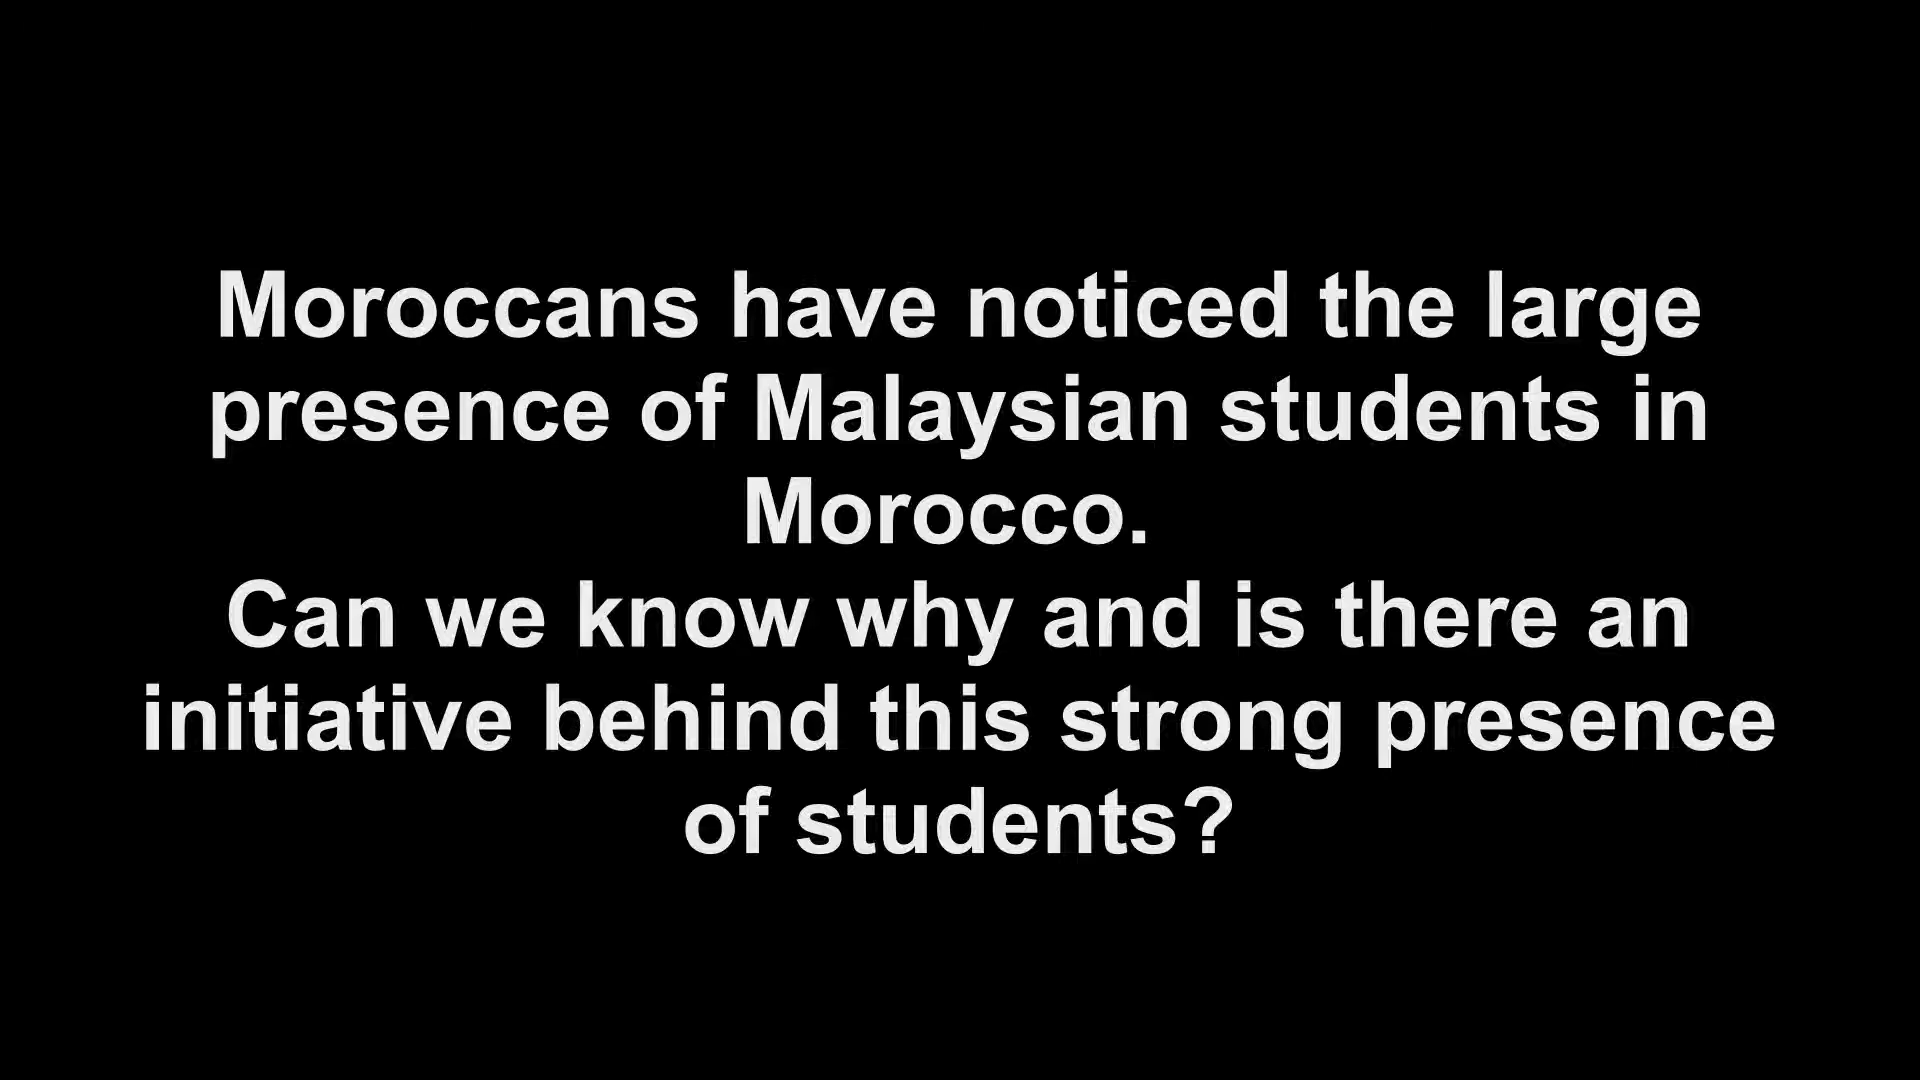 Moroccans have noticed the large
presence of Malaysian students in
Morocco.
Can we know why and is there an
initiative behind this strong presence
of students?